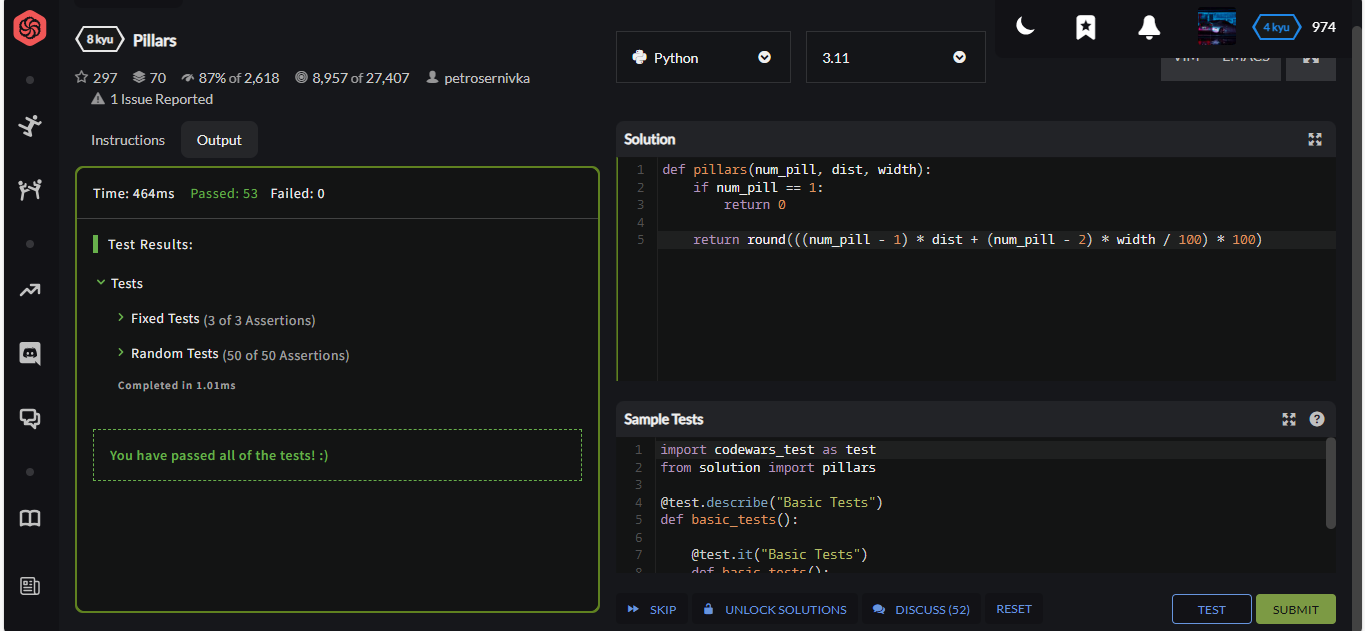 8 kyu Pillars
297 70 87% of 2,618 8,957 of 27,407 petrosernivka
1 Issue Reported
Instructions Output
Time: 464ms Passed: 53 Failed: 0
Test Results:
Tests
Fixed Tests (3 of 3 Assertions)
Random Tests (50 of 50 Assertions)
Completed in 1.01ms
You have passed all of the tests! :)
4 kyu 974
Python 3.11
VIM EMACS
Solution
1 def pillars(num_pill, dist, width):
2 if num_pill == 1:
3 return 0
4
5 return round(((num_pill - 1) * dist + (num_pill - 2) * width / 100) * 100)
Sample Tests ?
1 import codewars_test as test
2 from solution import pillars
3
4 @test.describe("Basic Tests")
5 def basic_tests():
6
7 @test.it("Basic Tests")
8 def basic_tests():
SKIP UNLOCK SOLUTIONS DISCUSS (52) RESET TEST SUBMIT